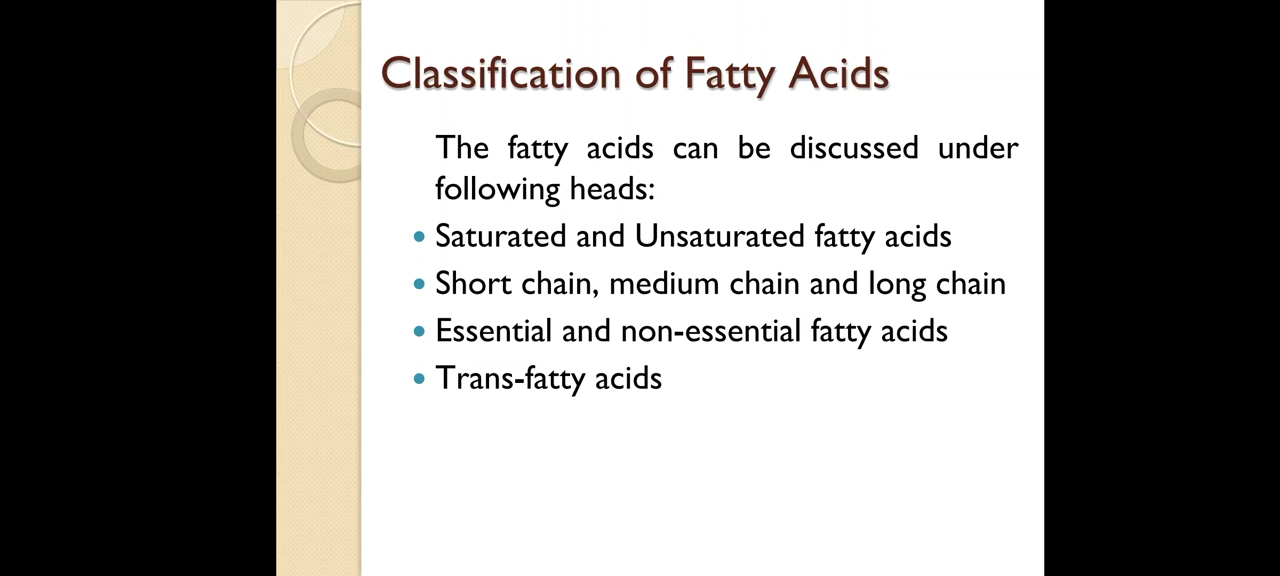 Classification of Fatty Acids
The fatty acids can be discussed under
following heads:
• Saturated and Unsaturated fatty acids
• Short chain, medium chain and long chain
• Essential and non-essential fatty acids
• Trans-fatty acids